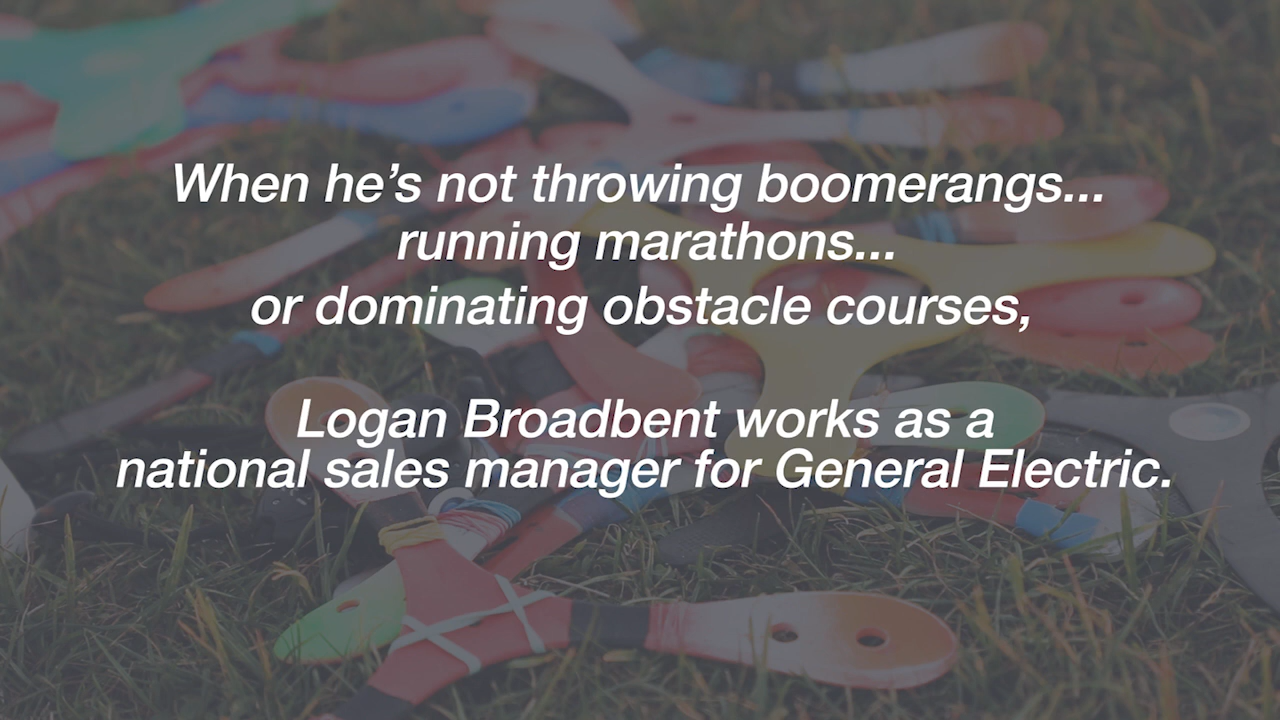 When he’s not throwing boomerangs...
running marathons...
or dominating obstacle courses,
Logan Broadbent works as a
national sales manager for General Electric.